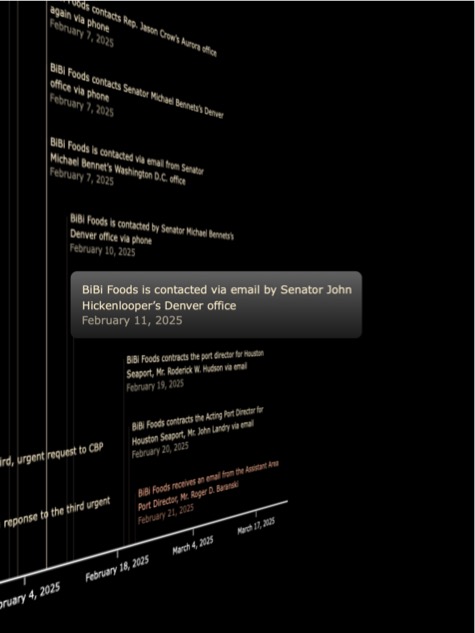 Foods contacts Rep. Jason Crow's Aurora office
again via phone
February 7, 2025
BiBi Foods contacts Senator Michael Bennets's Denver
office via phone
February 7, 2025
BiBi Foods is contacted via email from Senator
Michael Bennet's Washington D.C. office
February 7, 2025
BiBi Foods is contacted by Senator Michael Bennets's
Denver office via phone
February 10, 2025
BiBi Foods is contacted via email by Senator John
Hickenlooper's Denver office
February 11, 2025
BiBi Foods contracts the port director for Houston
Seaport, Mr. Roderick W. Hudson via email
February 19, 2025
BiBi Foods contracts the Acting Port Director for
Houston Seaport, Mr. John Landry via email
February 20, 2025
ird, urgent request to CBP
BiBi Foods receives an email from the Assistant Area
Port Director, Mr. Roger D. Baranski
February 21, 2025
reponse to the third urgent
bruary 4, 2025
February 18, 2025
March 4, 2025
March 17, 2025